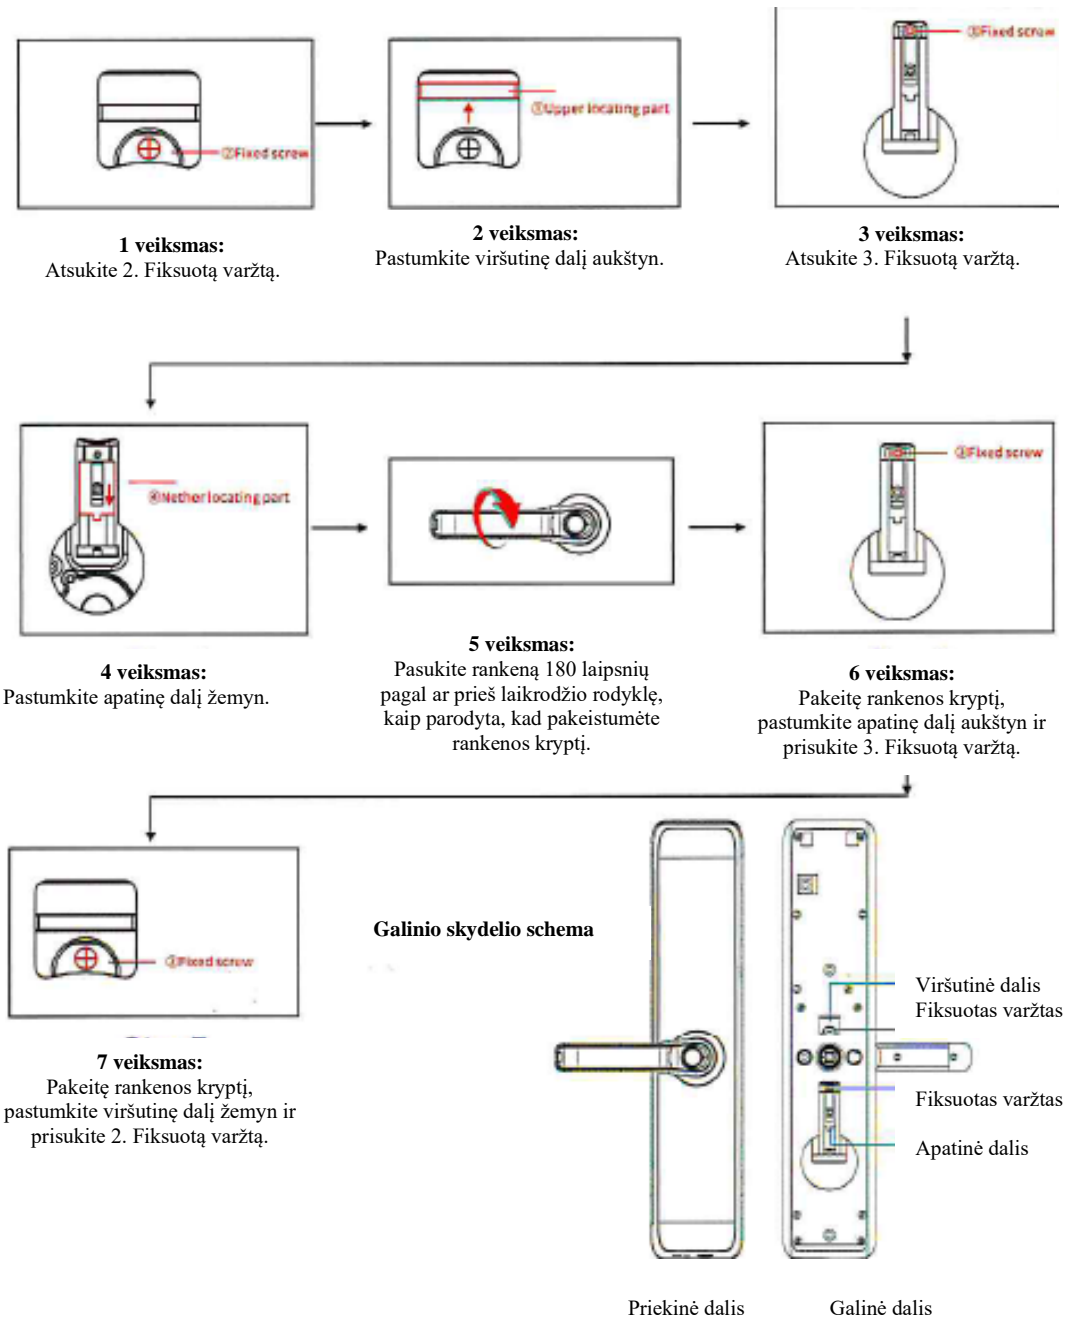 ②Fixed screw
①Upper locating part
③Fixed screw
1 veiksmas:
Atsukite 2. Fiksuotą varžtą.
2 veiksmas:
Pastumkite viršutinę dalį aukštyn.
3 veiksmas:
Atsukite 3. Fiksuotą varžtą.
④Nether locating part
③Fixed screw
4 veiksmas:
Pastumkite apatinę dalį žemyn.
5 veiksmas:
Pasukite rankeną 180 laipsnių
pagal ar prieš laikrodžio rodyklę,
kaip parodyta, kad pakeistumėte
rankenos kryptį.
6 veiksmas:
Pakeitę rankenos kryptį,
pastumkite apatinę dalį aukštyn ir
prisukite 3. Fiksuotą varžtą.
Fixed screw
7 veiksmas:
Pakeitę rankenos kryptį,
pastumkite viršutinę dalį žemyn ir
prisukite 2. Fiksuotą varžtą.
Galinio skydelio schema
Viršutinė dalis
Fiksuotas varžtas
Fiksuotas varžtas
Apatinė dalis
Priekinė dalis
Galinė dalis